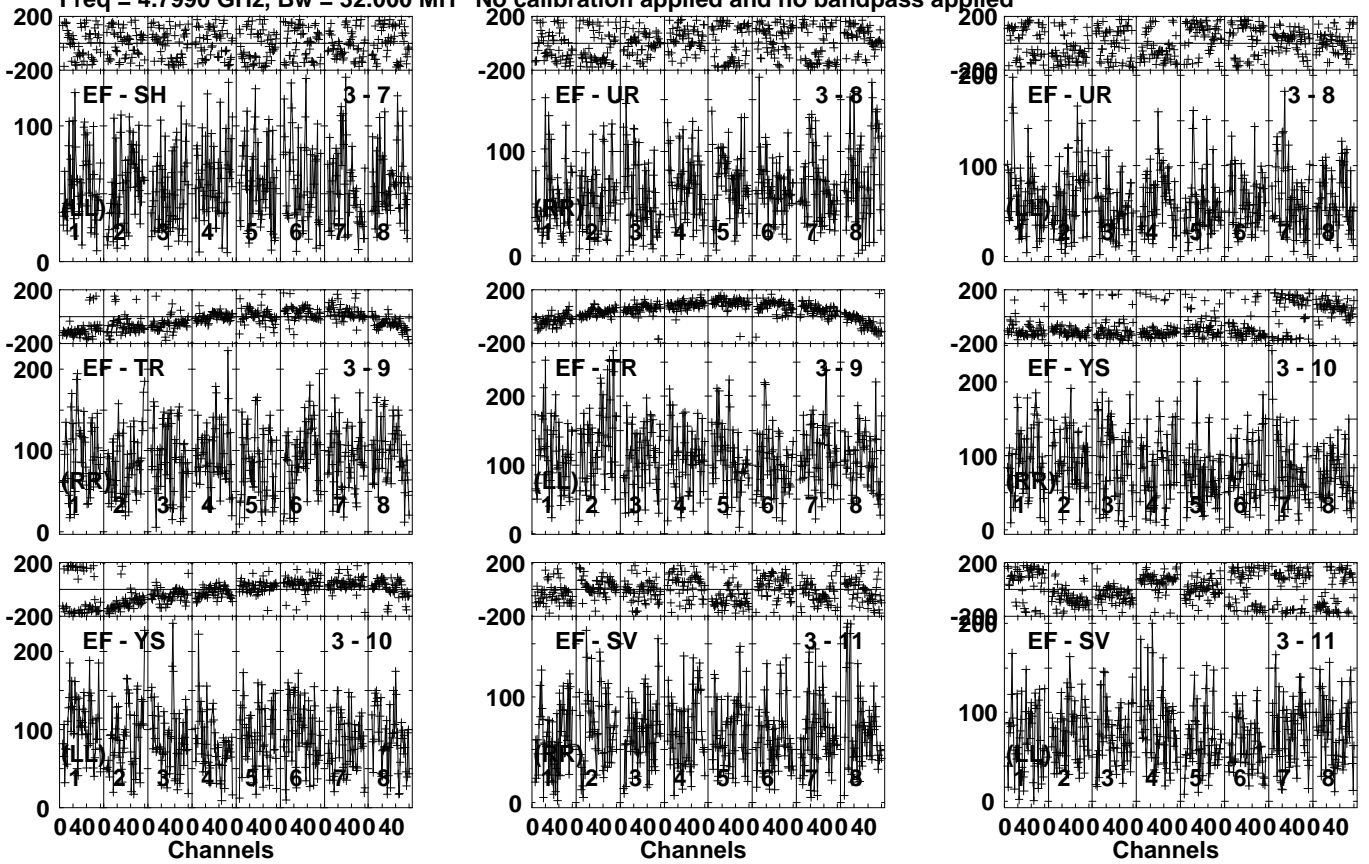 Freq = 4.7990 GHz, Bw = 32.000 MH No calibration applied and no bandpass applied
200 200 200
-200 -200
EF - SH 3 - 7 EF - UR 3 - 8 EF - UR 3 - 8
200
100 100 100
(LL) (RR) (LL)
1 2 3 4 5 6 7 8 1 2 3 4 5 6 7 8 1 2 3 4 5 6 7 8
0 0 0
200 200 200
-200 -200 -200
EF - TR 3 - 9 EF - TR 3 - 9 EF - YS 3 - 10
200 200 200
100 100 100
(RR) (LL) (RR)
1 2 3 4 5 6 7 8 1 2 3 4 5 6 7 8 1 2 3 4 5 6 7 8
0 0 0
200 200 200
-200 -200 -200
EF - YS 3 - 10 EF - SV 3 - 11 EF - SV 3 - 11
200 200
100 100 100
(LL) (RR) (LL)
1 2 3 4 5 6 7 8 1 2 3 4 5 6 7 8 1 2 3 4 5 6 7 8
0 0 0
0 40 0 40 0 40 0 40 0 40 0 40 0 40 0 40 0 40 0 40 0 40 0 40 0 40 0 40 0 40 0 40 0 40 0 40 0 40 0 40 0 40 0 40 0 40 0 40
Channels Channels Channels